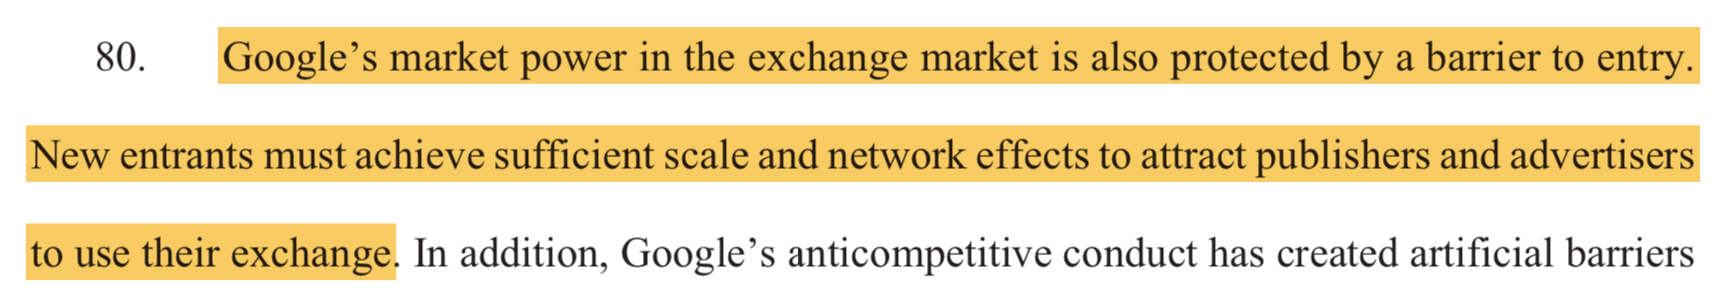 80. Google’s market power in the exchange market is also protected by a barrier to entry.
New entrants must achieve sufficient scale and network effects to attract publishers and advertisers
to use their exchange. In addition, Google’s anticompetitive conduct has created artificial barriers